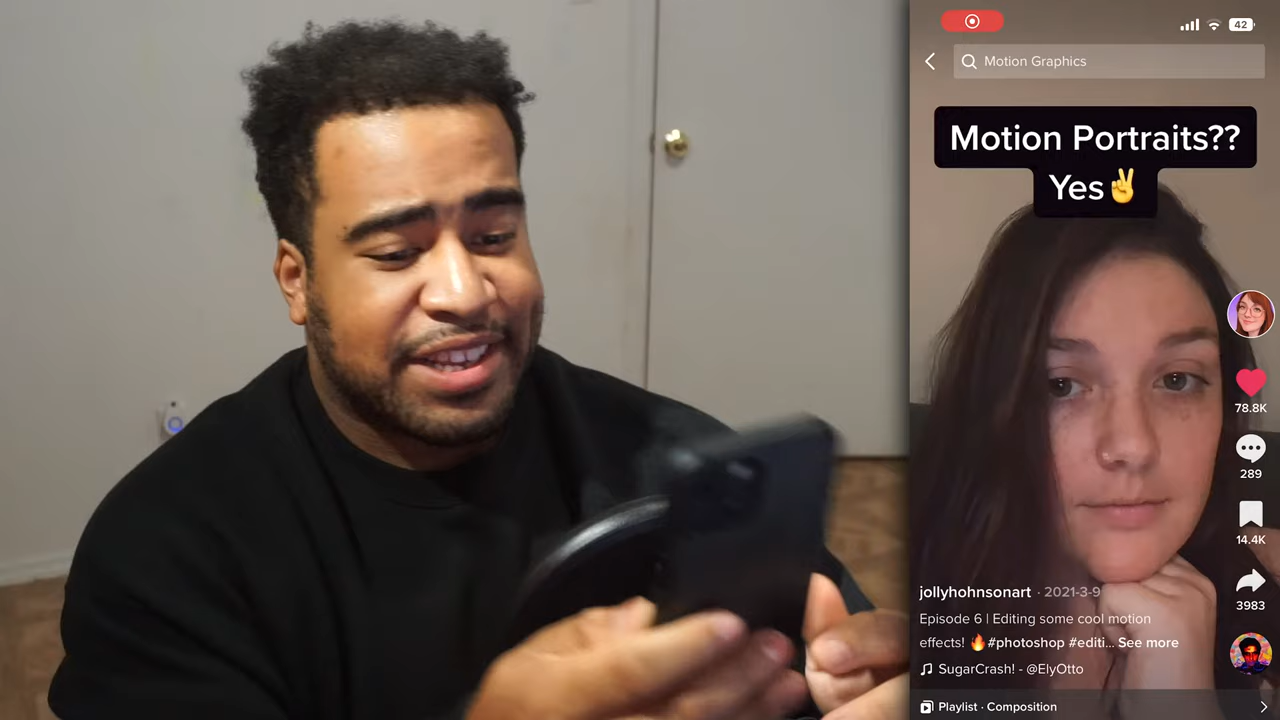 42
Motion Graphics
Motion Portraits??
Yes✌️
78.8K
289
14.4K
3983
jollyhohnsonart · 2021-3-9
Episode 6 | Editing some cool motion
effects! 🔥#photoshop #editi... See more
SugarCrash! - @ElyOtto
Playlist · Composition